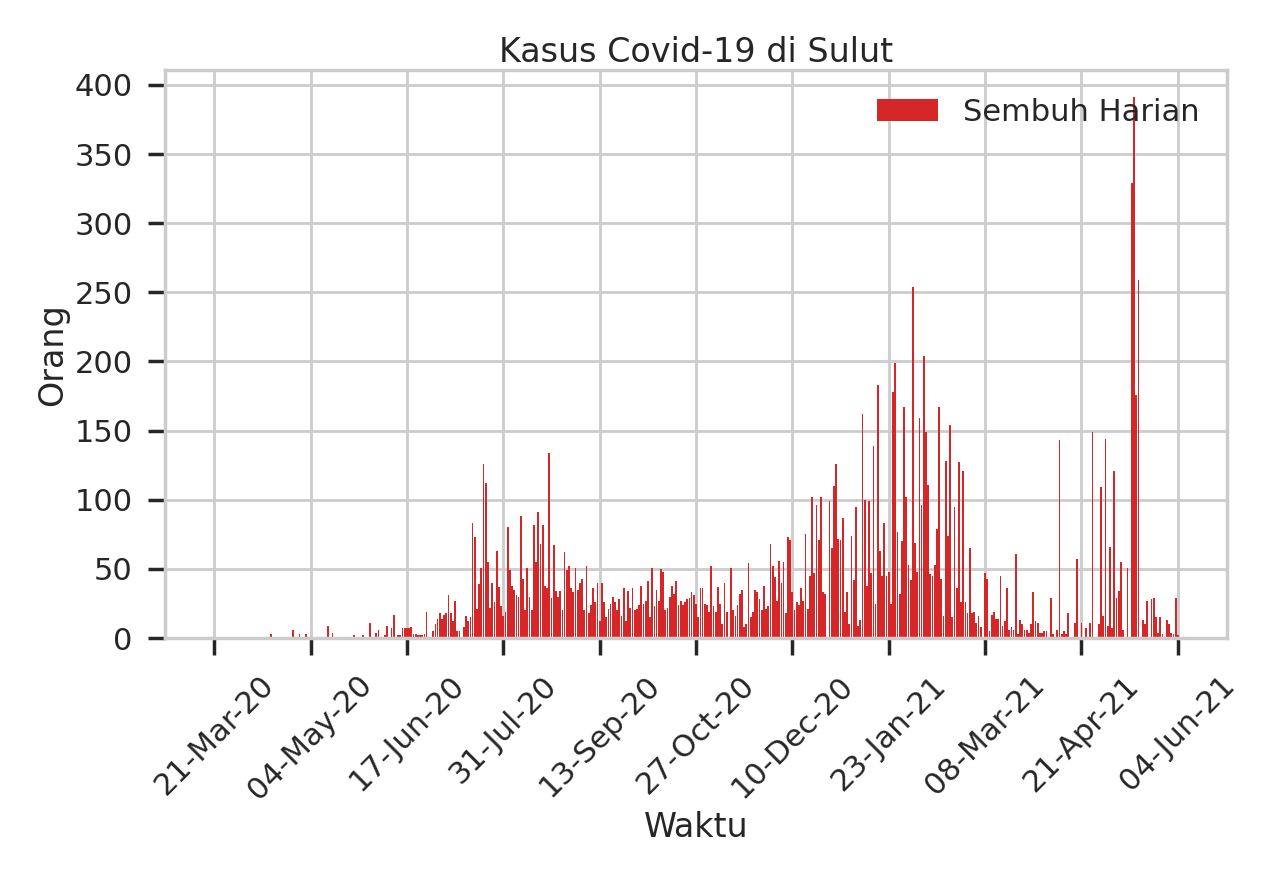 Kasus Covid-19 di Sulut
Sembuh Harian
400
350
300
250
200
150
100
50
0
Orang
21-Mar-20
04-May-20
17-Jun-20
31-Jul-20
13-Sep-20
27-Oct-20
10-Dec-20
23-Jan-21
08-Mar-21
21-Apr-21
04-Jun-21
Waktu